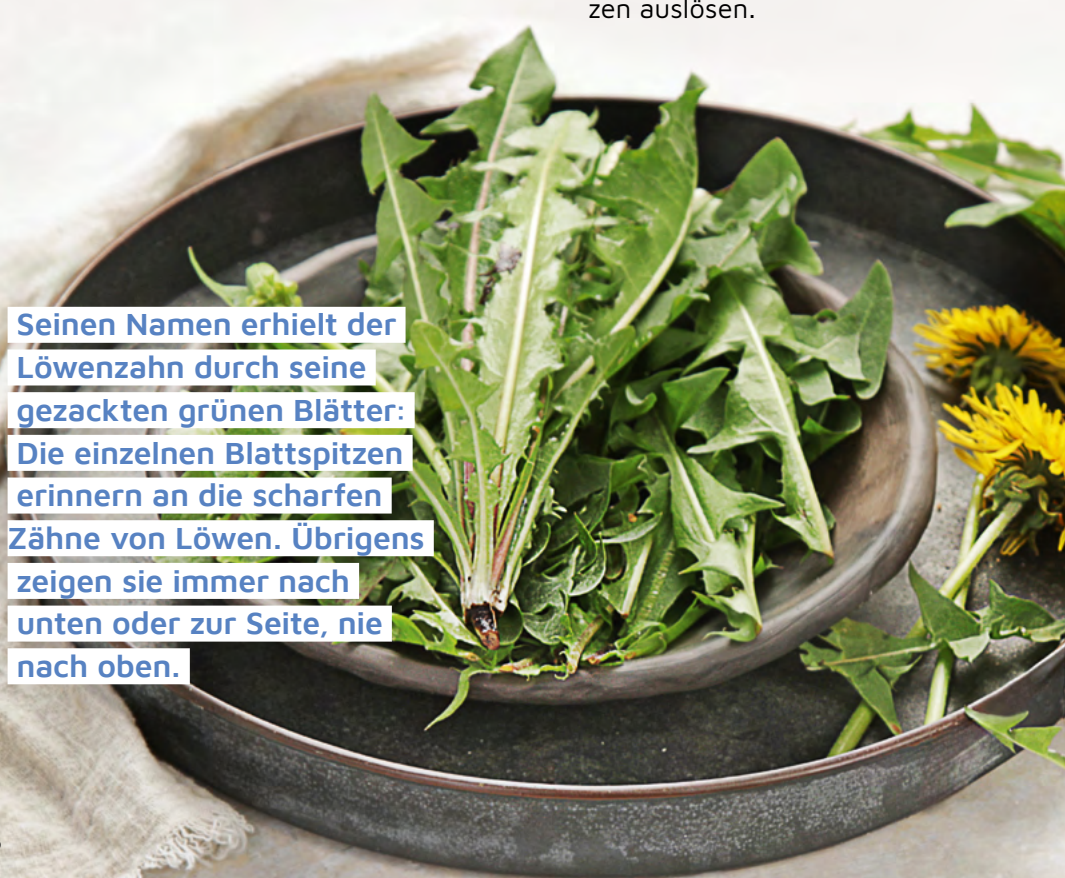 zen auslösen.
Seinen Namen erhielt der
Löwenzahn durch seine
gezackten grünen Blätter:
Die einzelnen Blattspitzen
erinnern an die scharfen
Zähne von Löwen. Übrigens
zeigen sie immer nach
unten oder zur Seite, nie
nach oben.